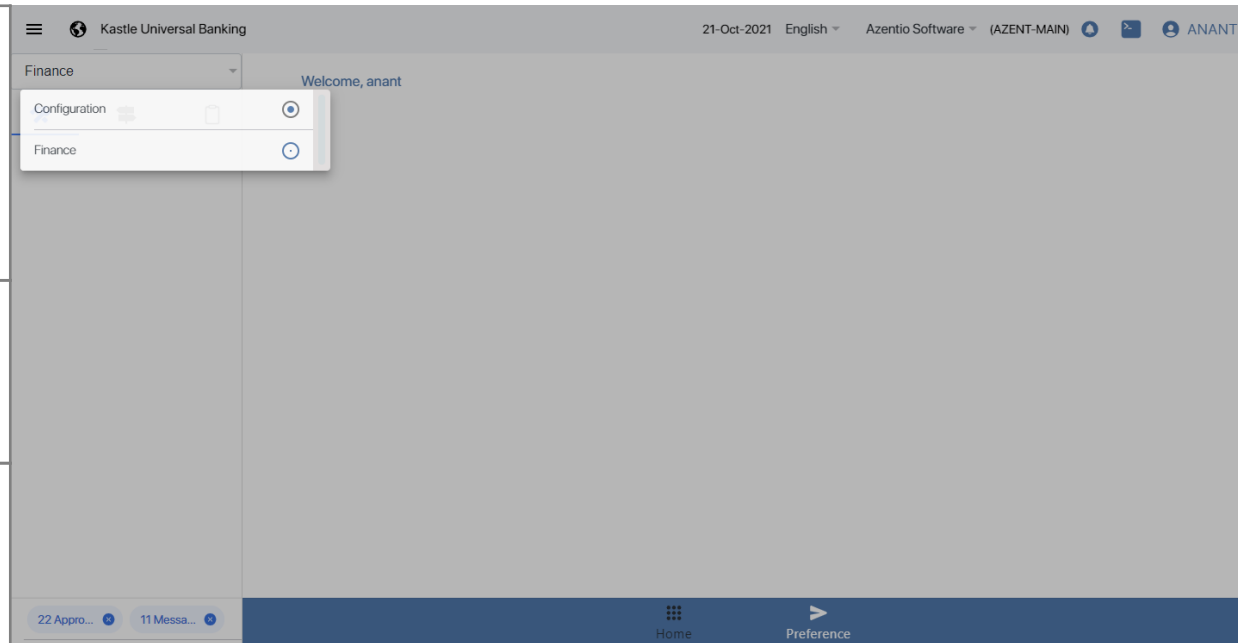 Kastle Universal Banking
21-Oct-2021 English Azentio Software (AZENT-MAIN) ANANT
Finance
Welcome, anant
Configuration
Finance
22 Appro... 11 Messa...
Home Preference